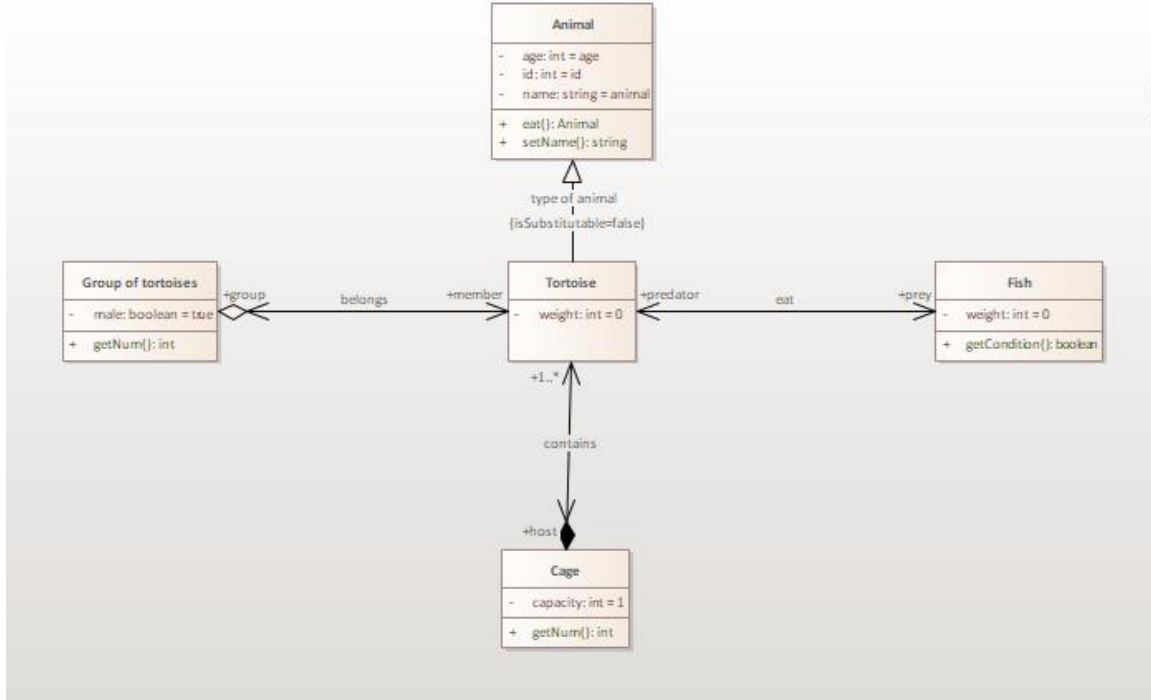 Animal
- age: int = age
- id: int = id
- name: string = animal
+ eat(): Animal
+ setName(): string
type of animal
{isSubstitutable=false}
Group of tortoises
- male: boolean = true
+ getNum(): int
+group
belongs
+member
Tortoise
- weight: int = 0
+predator
eat
+prey
Fish
- weight: int = 0
+ getCondition(): boolean
+1..*
contains
+host
Cage
- capacity: int = 1
+ getNum(): int